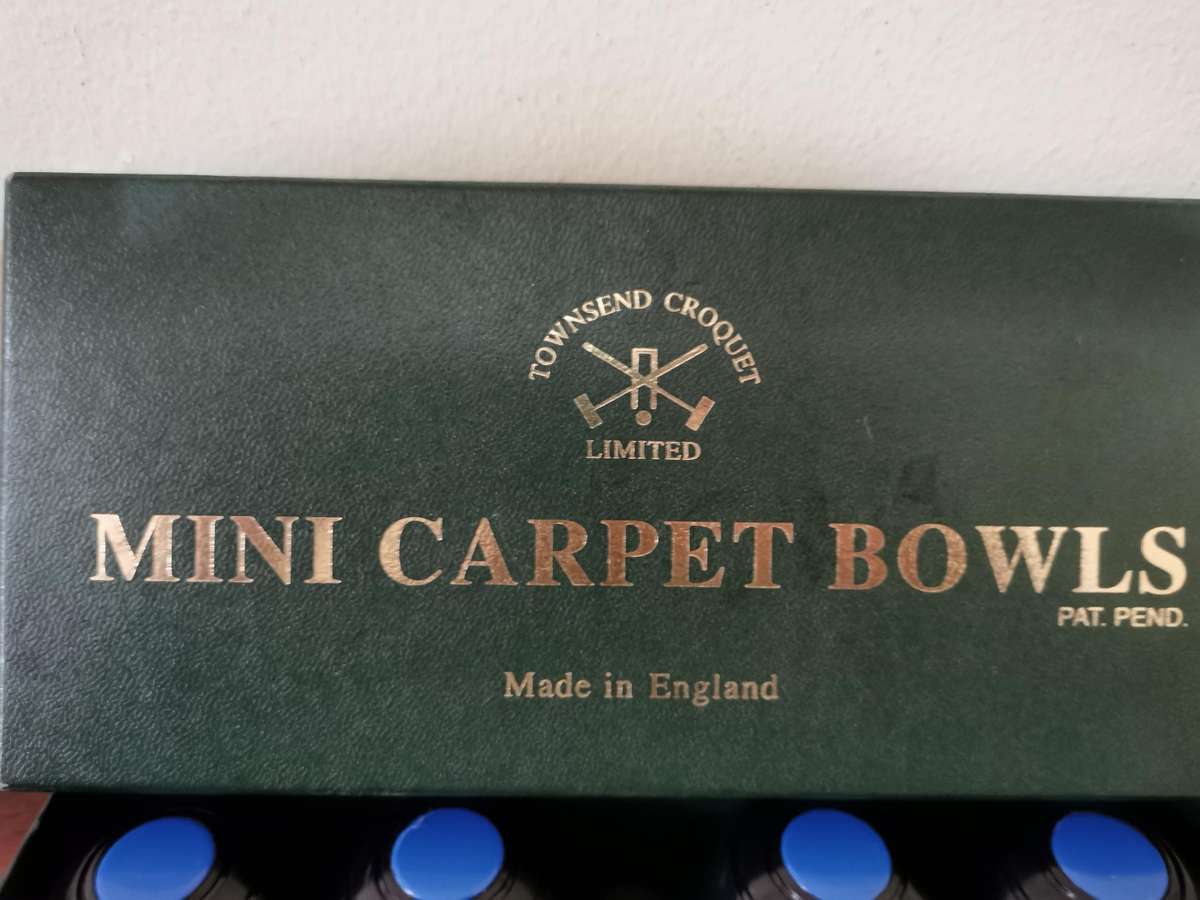 TOWNSEND CROQUET
LIMITED
MINI CARPET BOWLS
PAT. PEND.
Made in England